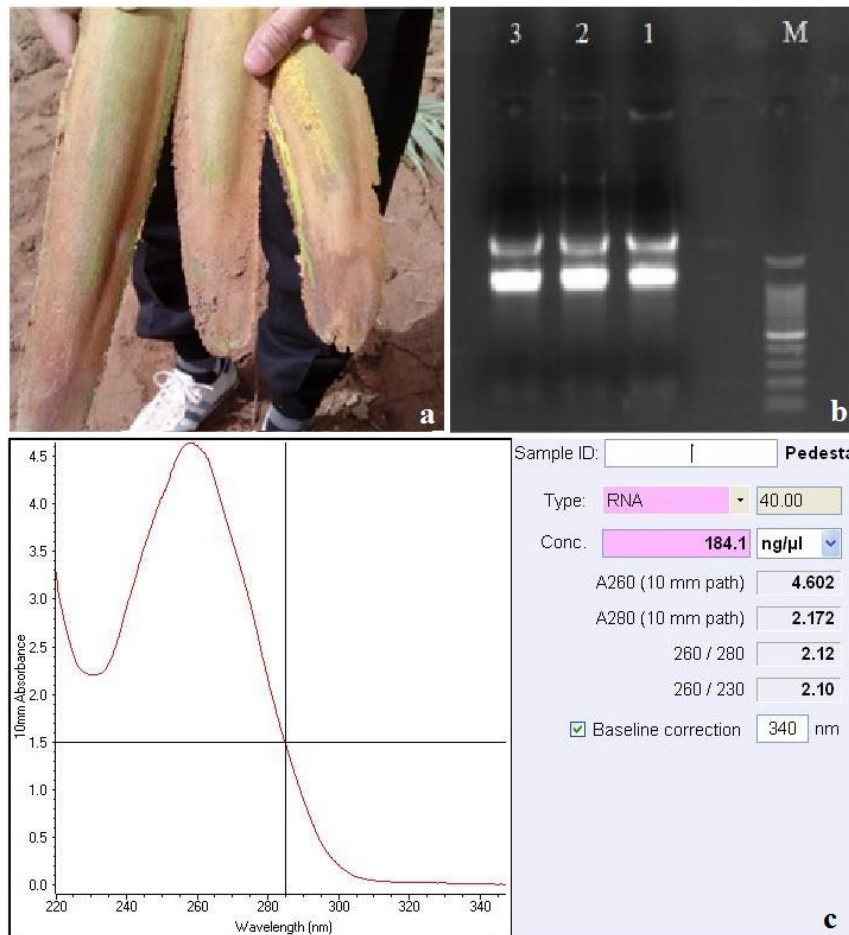 3 2 1 M
a
b
Sample ID: Pedesta
Type: RNA 40.00
Conc. 184.1 ng/µl
A260 (10 mm path) 4.602
A280 (10 mm path) 2.172
260 / 280 2.12
260 / 230 2.10
Baseline correction 340 nm
10mm Absorbance
4.5
4.0
3.5
3.0
2.5
2.0
1.5
1.0
0.5
0.0
220 240 260 280 300 320 340
Wavelength (nm)
c